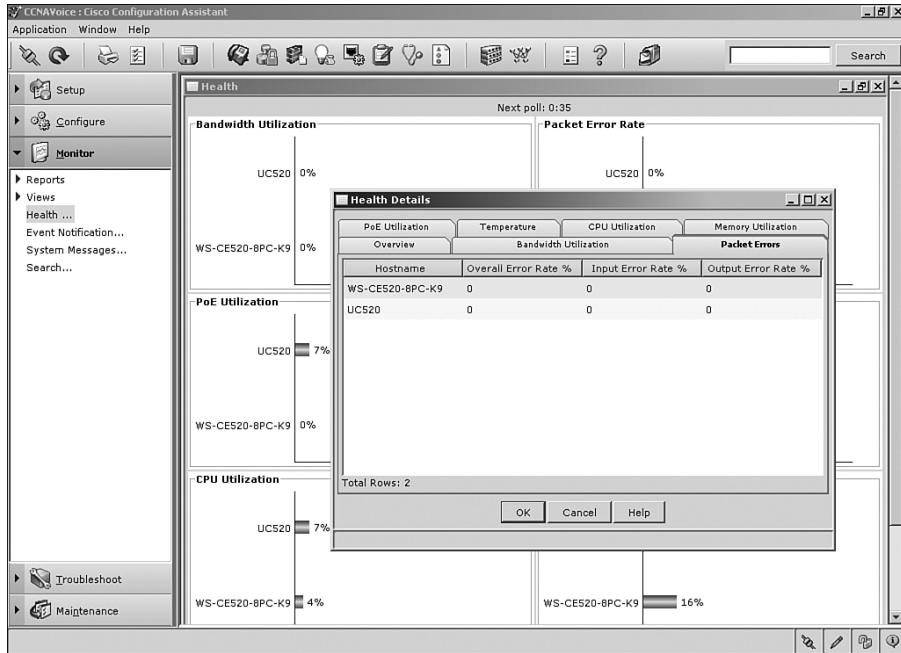 CCNAVoice : Cisco Configuration Assistant
Application Window Help
Search
Setup
Configure
Monitor
Reports
Views
Health ...
Event Notification...
System Messages...
Search...
Troubleshoot
Maintenance
Health
Next poll: 0:35
Bandwidth Utilization
UC520 0%
WS-CE520-8PC-K9 0%
Packet Error Rate
UC520 0%
PoE Utilization
UC520 7%
WS-CE520-8PC-K9 0%
CPU Utilization
UC520 7%
WS-CE520-8PC-K9 4%
WS-CE520-8PC-K9 16%
Health Details
PoE Utilization Temperature CPU Utilization Memory Utilization
Overview Bandwidth Utilization Packet Errors
Hostname Overall Error Rate % Input Error Rate % Output Error Rate %
WS-CE520-8PC-K9 0 0 0
UC520 0 0 0
Total Rows: 2
OK Cancel Help